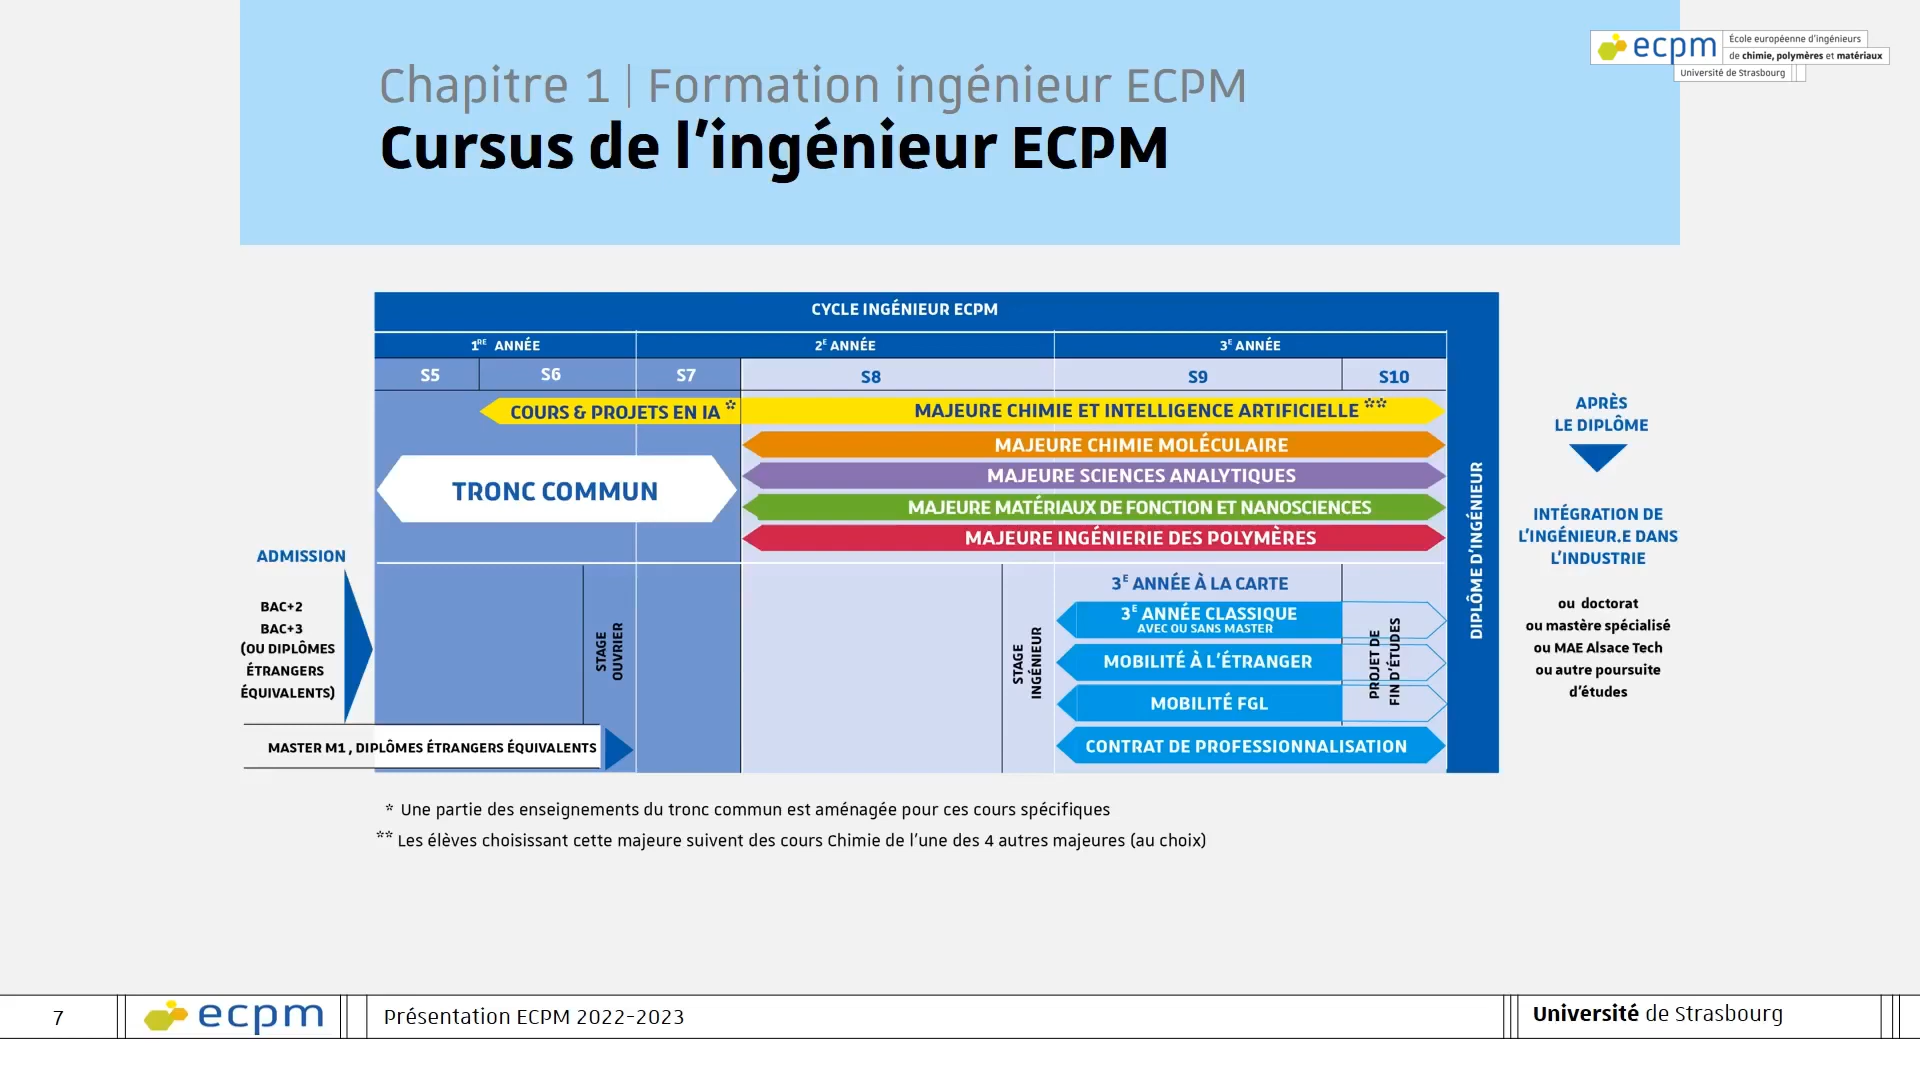 Chapitre 1 | Formation ingénieur ECPM
Cursus de l'ingénieur ECPM
ecpm
École européenne d'ingénieurs
de chimie, polymères et matériaux
Université de Strasbourg
CYCLE INGÉNIEUR ECPM
1RE ANNÉE
2E ANNÉE
3E ANNÉE
S5
S6
S7
S8
S9
S10
COURS & PROJETS EN IA *
MAJEURE CHIMIE ET INTELLIGENCE ARTIFICIELLE **
MAJEURE CHIMIE MOLÉCULAIRE
MAJEURE SCIENCES ANALYTIQUES
MAJEURE MATÉRIAUX DE FONCTION ET NANOSCIENCES
MAJEURE INGÉNIERIE DES POLYMÈRES
TRONC COMMUN
ADMISSION
BAC+2
BAC+3
(OU DIPLÔMES
ÉTRANGERS
ÉQUIVALENTS)
MASTER M1 , DIPLÔMES ÉTRANGERS ÉQUIVALENTS
STAGE
OUVRIER
STAGE
INGÉNIEUR
3E ANNÉE À LA CARTE
3E ANNÉE CLASSIQUE
AVEC OU SANS MASTER
MOBILITÉ À L'ÉTRANGER
MOBILITÉ FGL
CONTRAT DE PROFESSIONNALISATION
PROJET DE
FIN D'ÉTUDES
DIPLÔME D'INGÉNIEUR
APRÈS
LE DIPLÔME
INTÉGRATION DE
L'INGÉNIEUR.E DANS
L'INDUSTRIE
ou doctorat
ou mastère spécialisé
ou MAE Alsace Tech
ou autre poursuite
d'études
* Une partie des enseignements du tronc commun est aménagée pour ces cours spécifiques
** Les élèves choisissant cette majeure suivent des cours Chimie de l'une des 4 autres majeures (au choix)
7
ecpm
Présentation ECPM 2022-2023
Université de Strasbourg